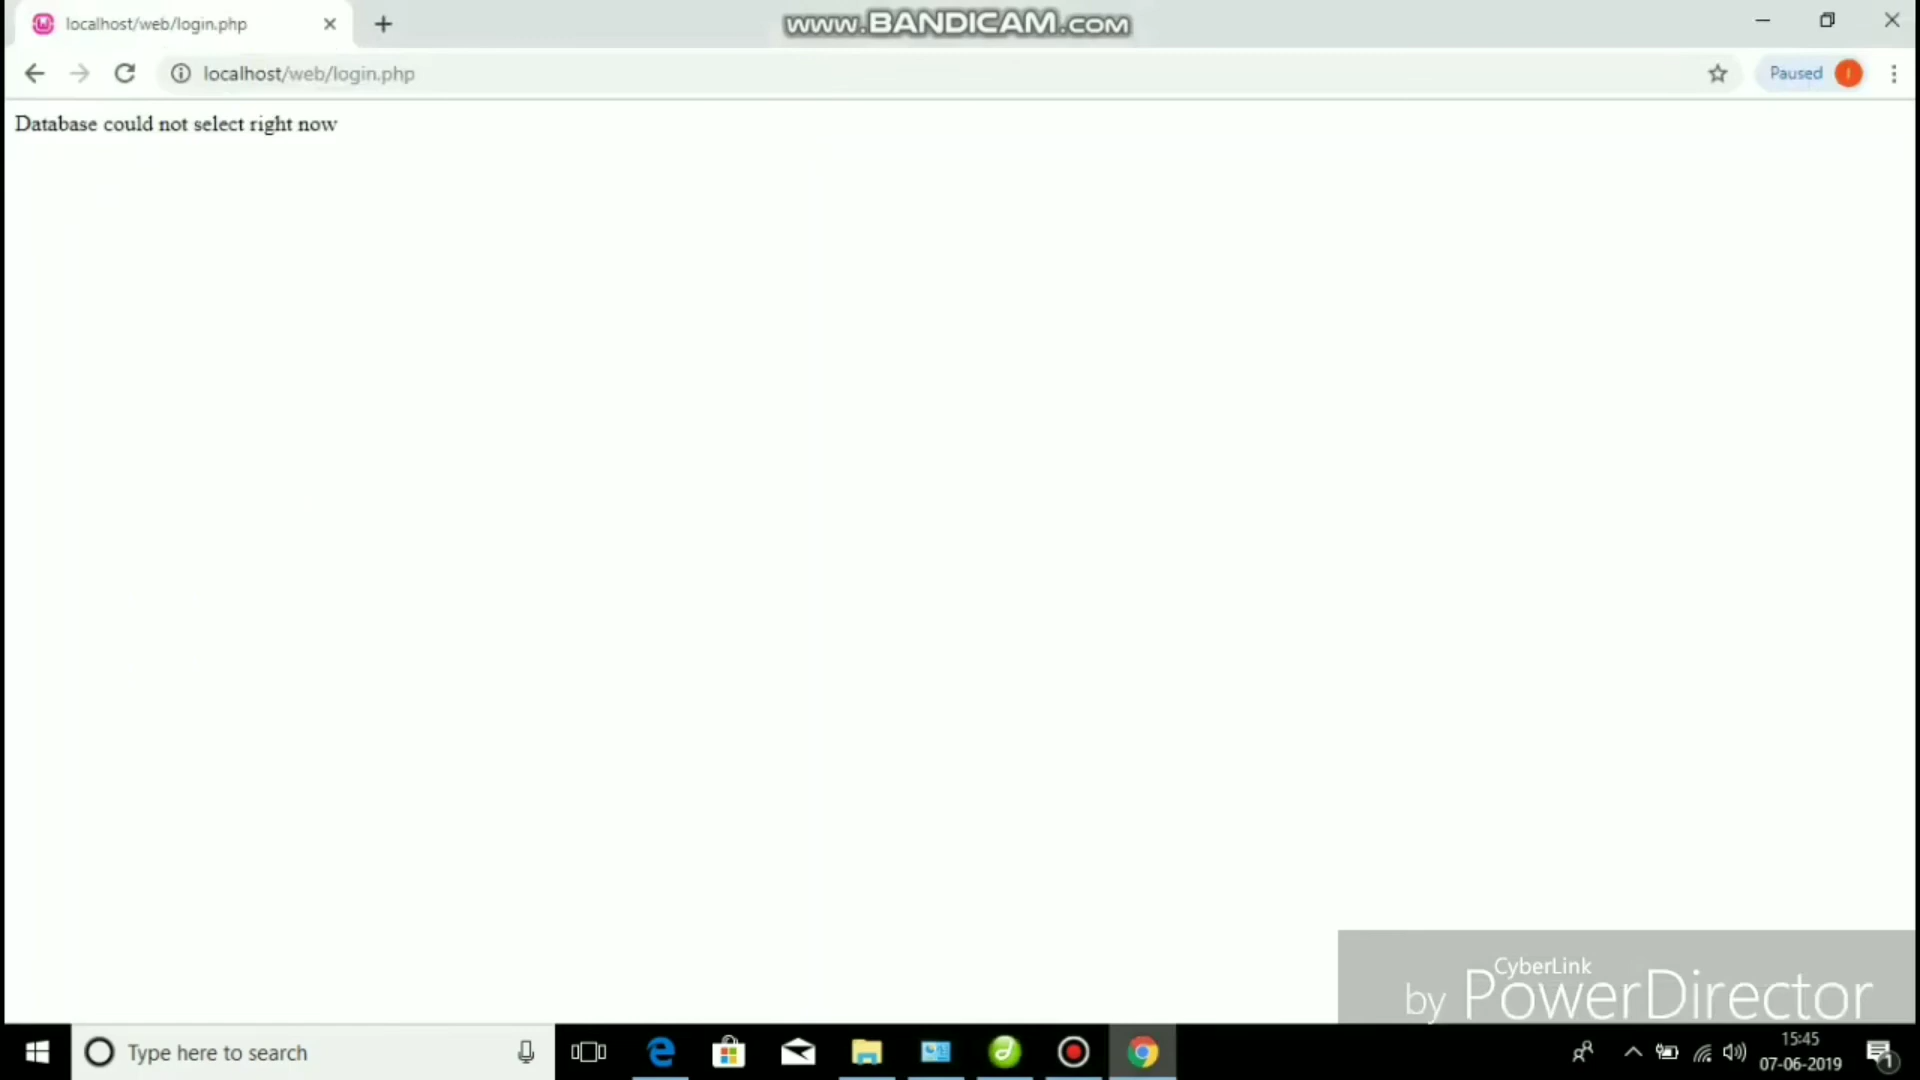 localhost/web/login.php
www.BANDICAM.com
localhost/web/login.php
Paused
Database could not select right now
CyberLink
by PowerDirector
Type here to search
15:45
07-06-2019
1